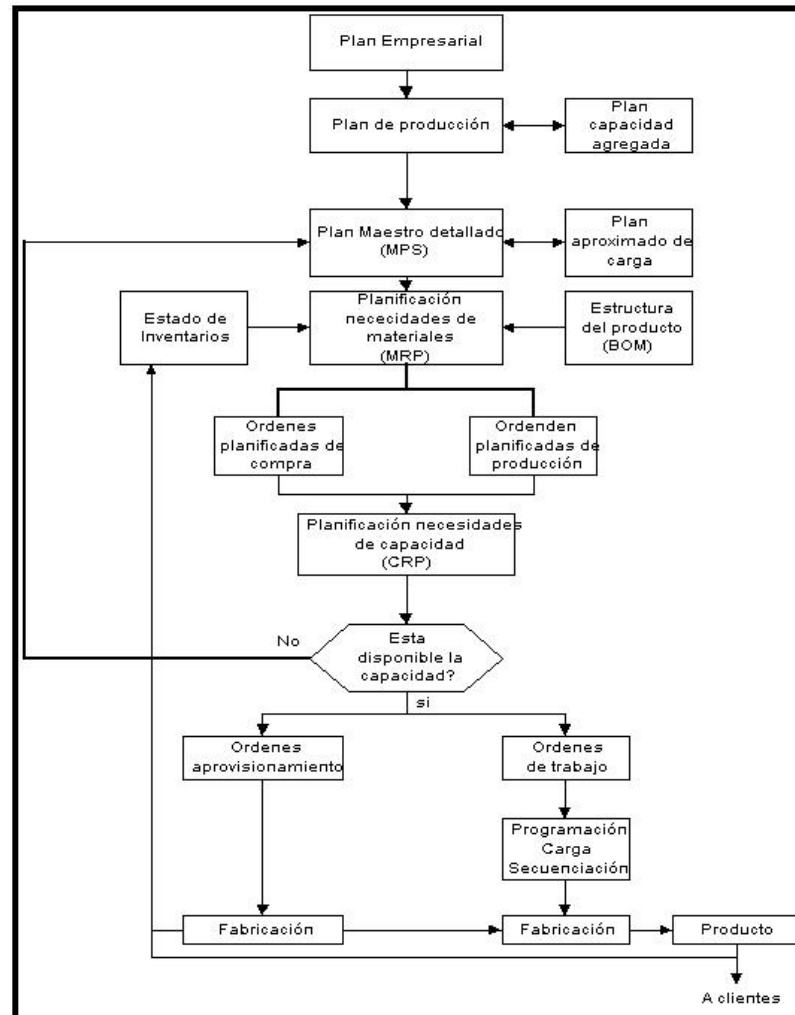 Plan Empresarial
Plan de producción
Plan
capacidad
agregada
Plan Maestro detallado
(MPS)
Plan
aproximado de
carga
Estado de
Inventarios
Planificación
nececidades de
materiales
(MRP)
Estructura
del producto
(BOM)
Ordenes
planificadas de
compra
Ordenden
planificadas de
producción
Planificación necesidades
de capacidad
(CRP)
No
Esta
disponible la
capacidad?
si
Ordenes
aprovisionamiento
Ordenes
de trabajo
Programación
Carga
Secuenciación
Fabricación
Fabricación
Producto
A clientes